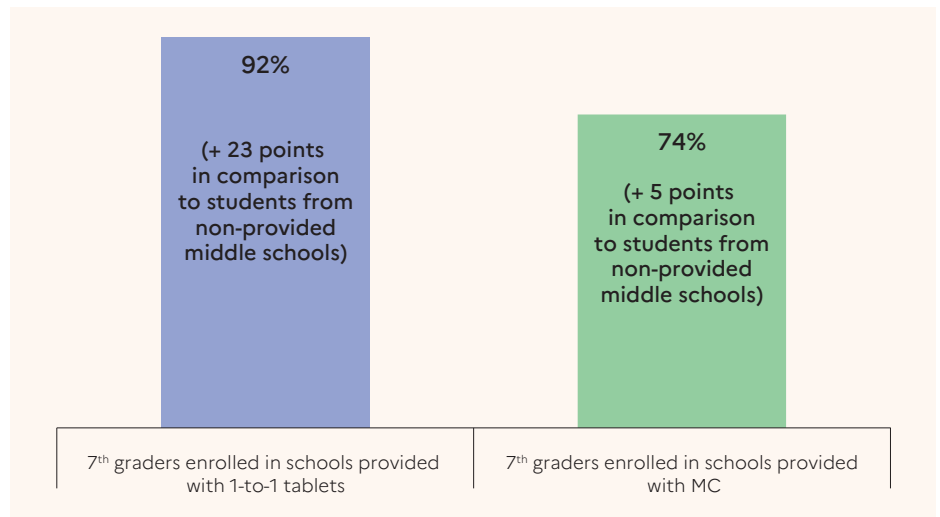 92%
(+ 23 points
in comparison
to students from
non-provided
middle schools)
74%
(+ 5 points
in comparison
to students from
non-provided
middle schools)
7th graders enrolled in schools provided
with 1-to-1 tablets
7th graders enrolled in schools provided
with MC